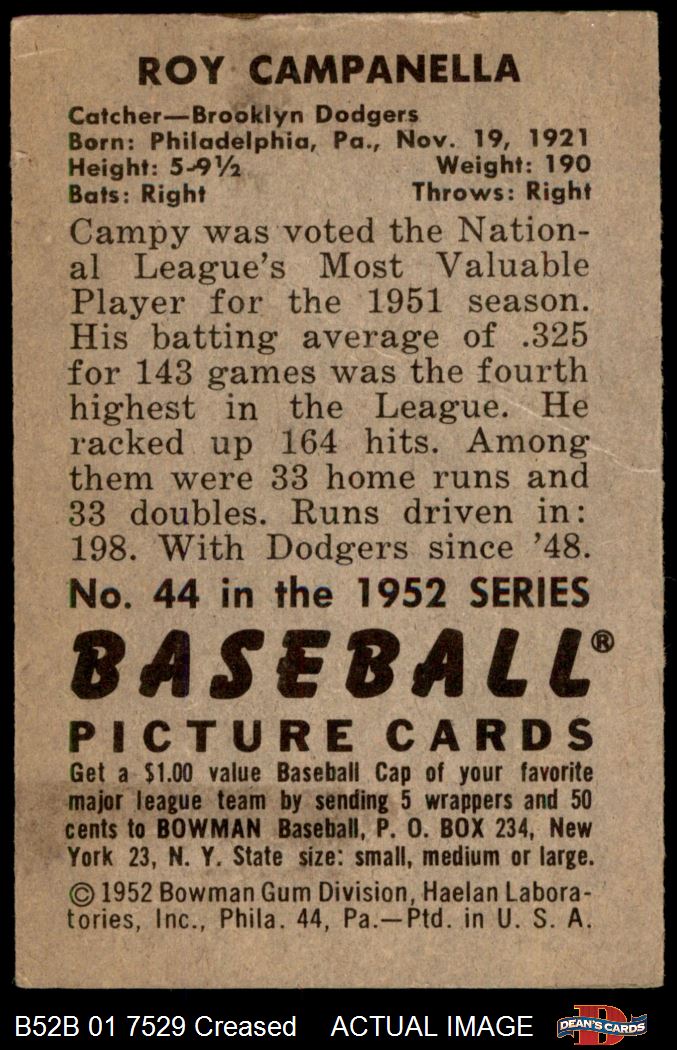 ROY CAMPANELLA
Catcher—Brooklyn Dodgers
Born: Philadelphia, Pa., Nov. 19, 1921
Height: 5-9½ Weight: 190
Bats: Right Throws: Right
Campy was voted the Nation-
al League's Most Valuable
Player for the 1951 season.
His batting average of .325
for 143 games was the fourth
highest in the League. He
racked up 164 hits. Among
them were 33 home runs and
33 doubles. Runs driven in:
198. With Dodgers since '48.
No. 44 in the 1952 SERIES
BASEBALL®
PICTURE CARDS
Get a $1.00 value Baseball Cap of your favorite
major league team by sending 5 wrappers and 50
cents to BOWMAN Baseball, P. O. BOX 234, New
York 23, N. Y. State size: small, medium or large.
© 1952 Bowman Gum Division, Haelan Labora-
tories, Inc., Phila. 44, Pa.—Ptd. in U. S. A.
B52B 01 7529 Creased ACTUAL IMAGE D DEAN'S CARDS